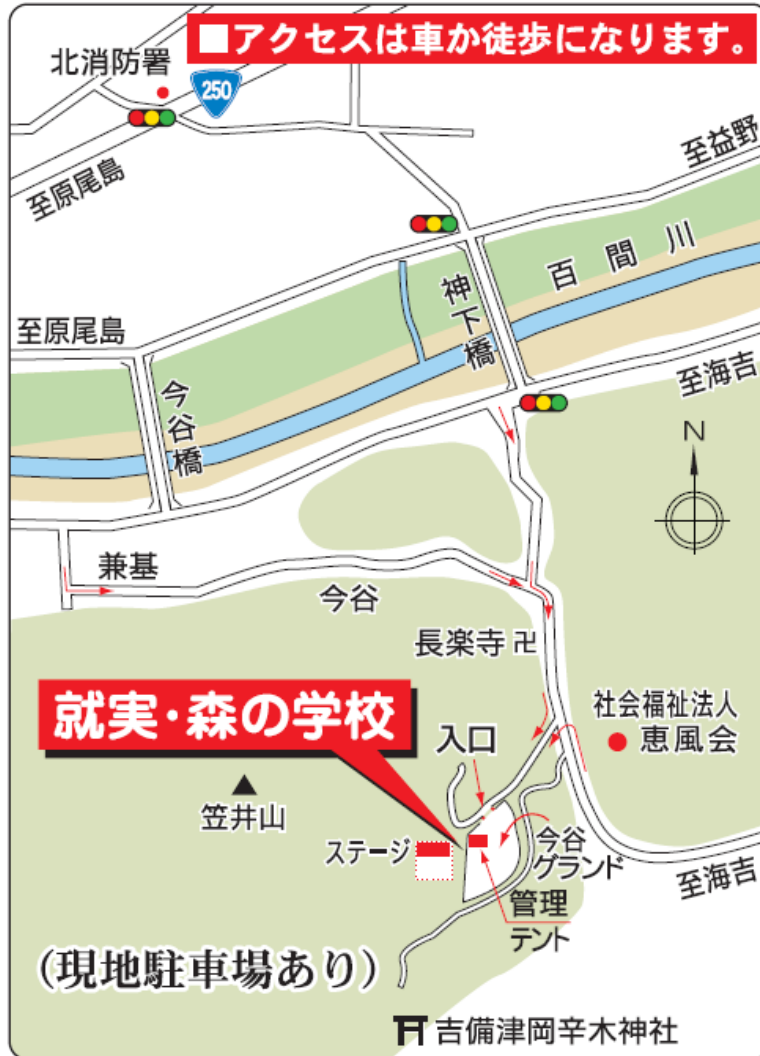 ■アクセスは車か徒歩になります。
北消防署
250
至原尾島
至益野
百間川
神下橋
至原尾島
今谷橋
至海吉
N
兼基
今谷
長楽寺卍
社会福祉法人
恵風会
就実・森の学校
入口
笠井山
ステージ
今谷
グランド
至海吉
管理
テント
(現地駐車場あり)
吉備津岡辛木神社